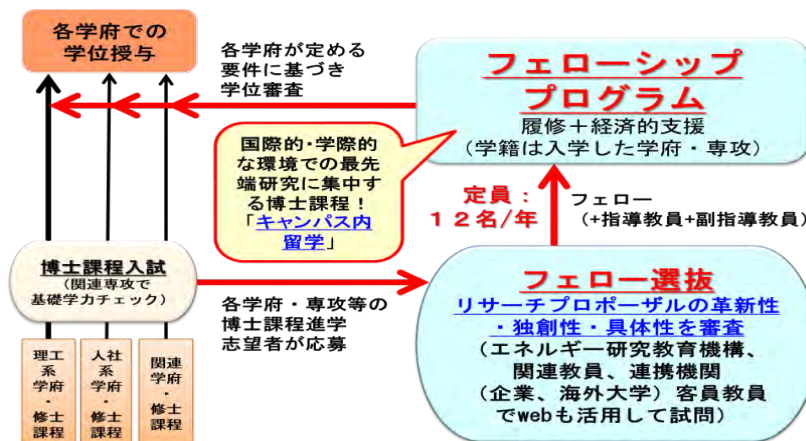 各学府での
学位授与
各学府が定める
要件に基づき
学位審査
フェローシップ
プログラム
履修＋経済的支援
(学籍は入学した学府・専攻)
国際的・学際的
な環境での最先
端研究に集中す
る博士課程！
「キャンパス内
留学」
定員：
１２名/年
フェロー
(+指導教員+副指導教員)
博士課程入試
(関連専攻で
基礎学力チェック)
各学府・専攻等の
博士課程進学
志望者が応募
フェロー選抜
リサーチプロポーザルの革新性
・独創性・具体性を審査
(エネルギー研究教育機構、
関連教員、連携機関
(企業、海外大学) 客員教員
でwebも活用して試問)
理工系学府・修士課程
人社系学府・修士課程
関連学府・修士課程